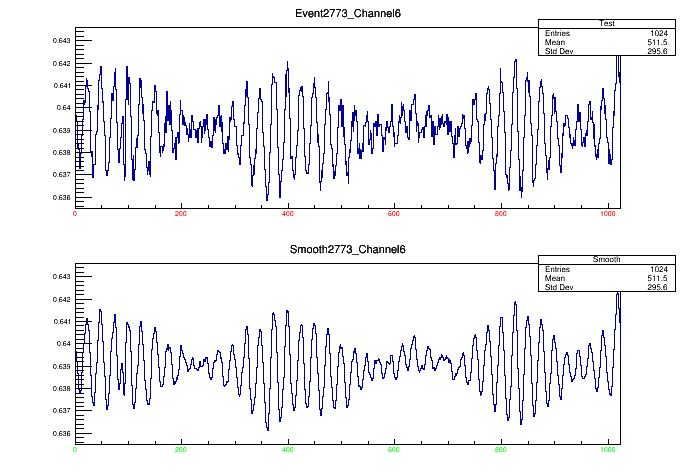 Event2773_Channel6
Test
Entries 1024
Mean 511.5
Std Dev 295.6
0.643
0.642
0.641
0.64
0.639
0.638
0.637
0.636
0 200 400 600 800 1000
Smooth2773_Channel6
Smooth
Entries 1024
Mean 511.5
Std Dev 295.6
0.643
0.642
0.641
0.64
0.639
0.638
0.637
0.636
0 200 400 600 800 1000